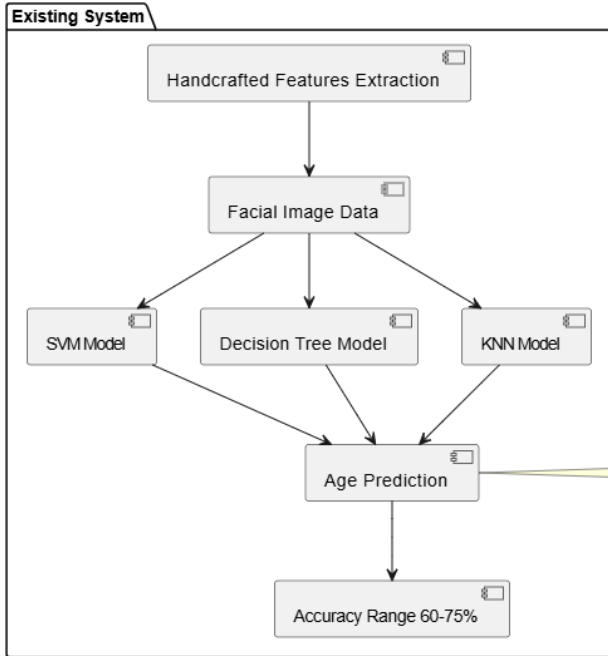 Existing System
Handcrafted Features Extraction
Facial Image Data
SVM Model
Decision Tree Model
KNN Model
Age Prediction
Accuracy Range 60-75%